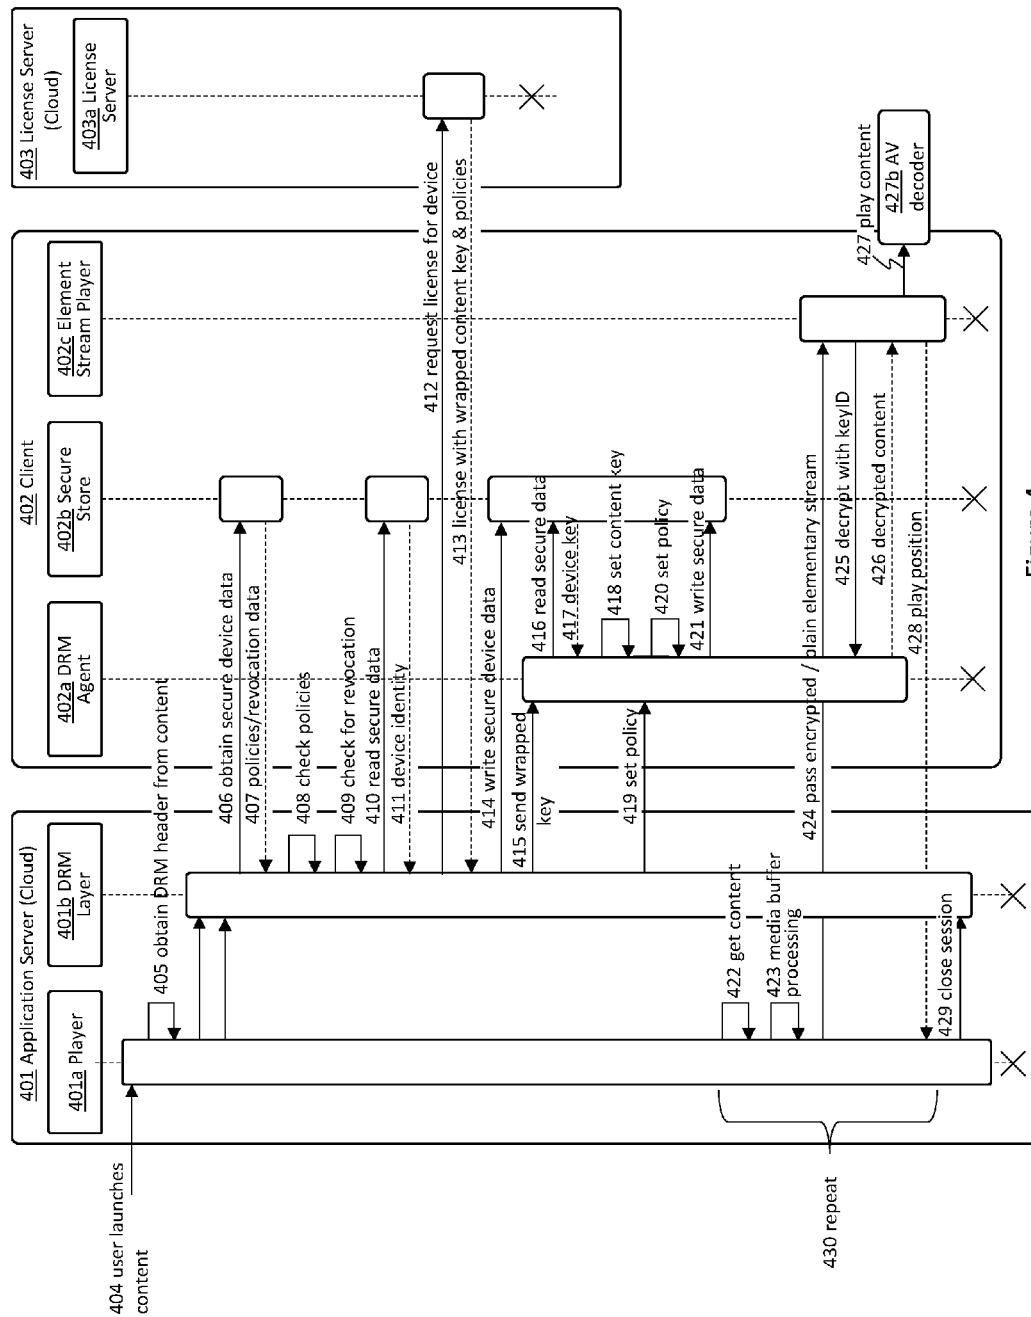 401 Application Server (Cloud)
401a Player
401b DRM
Layer
402 Client
402a DRM
Agent
402b Secure
Store
402c Element
Stream Player
403 License Server
(Cloud)
403a License
Server
404 user launches
content
405 obtain DRM header from content
406 obtain secure device data
407 policies/revocation data
408 check policies
409 check for revocation
410 read secure data
411 device identity
412 request license for device
413 license with wrapped content key & policies
414 write secure device data
415 send wrapped
key
416 read secure data
417 device key
418 set content key
419 set policy
420 set policy
421 write secure data
422 get content
423 media buffer
processing
424 pass encrypted / plain elementary stream
425 decrypt with keyID
426 decrypted content
427 play content
427b AV
decoder
428 play position
429 close session
430 repeat